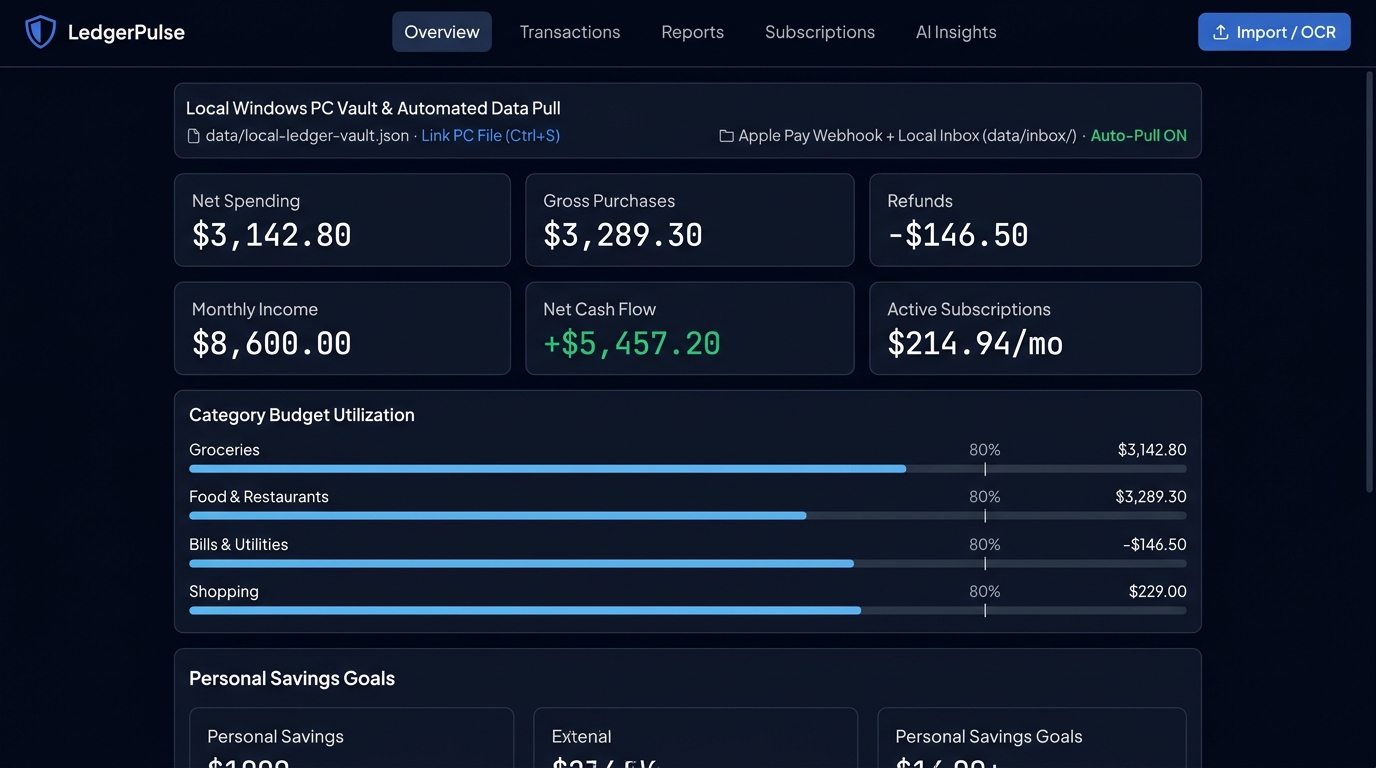 LedgerPulse
Overview
Transactions
Reports
Subscriptions
AI Insights
Import / OCR
Local Windows PC Vault & Automated Data Pull
data/local-ledger-vault.json · Link PC File (Ctrl+S)
Apple Pay Webhook + Local Inbox (data/inbox/) · Auto-Pull ON
Net Spending
$3,142.80
Gross Purchases
$3,289.30
Refunds
-$146.50
Monthly Income
$8,600.00
Net Cash Flow
+$5,457.20
Active Subscriptions
$214.94/mo
Category Budget Utilization
Groceries 80% $3,142.80
Food & Restaurants 80% $3,289.30
Bills & Utilities 80% -$146.50
Shopping 80% $229.00
Personal Savings Goals
Personal Savings
Extenal
Personal Savings Goals